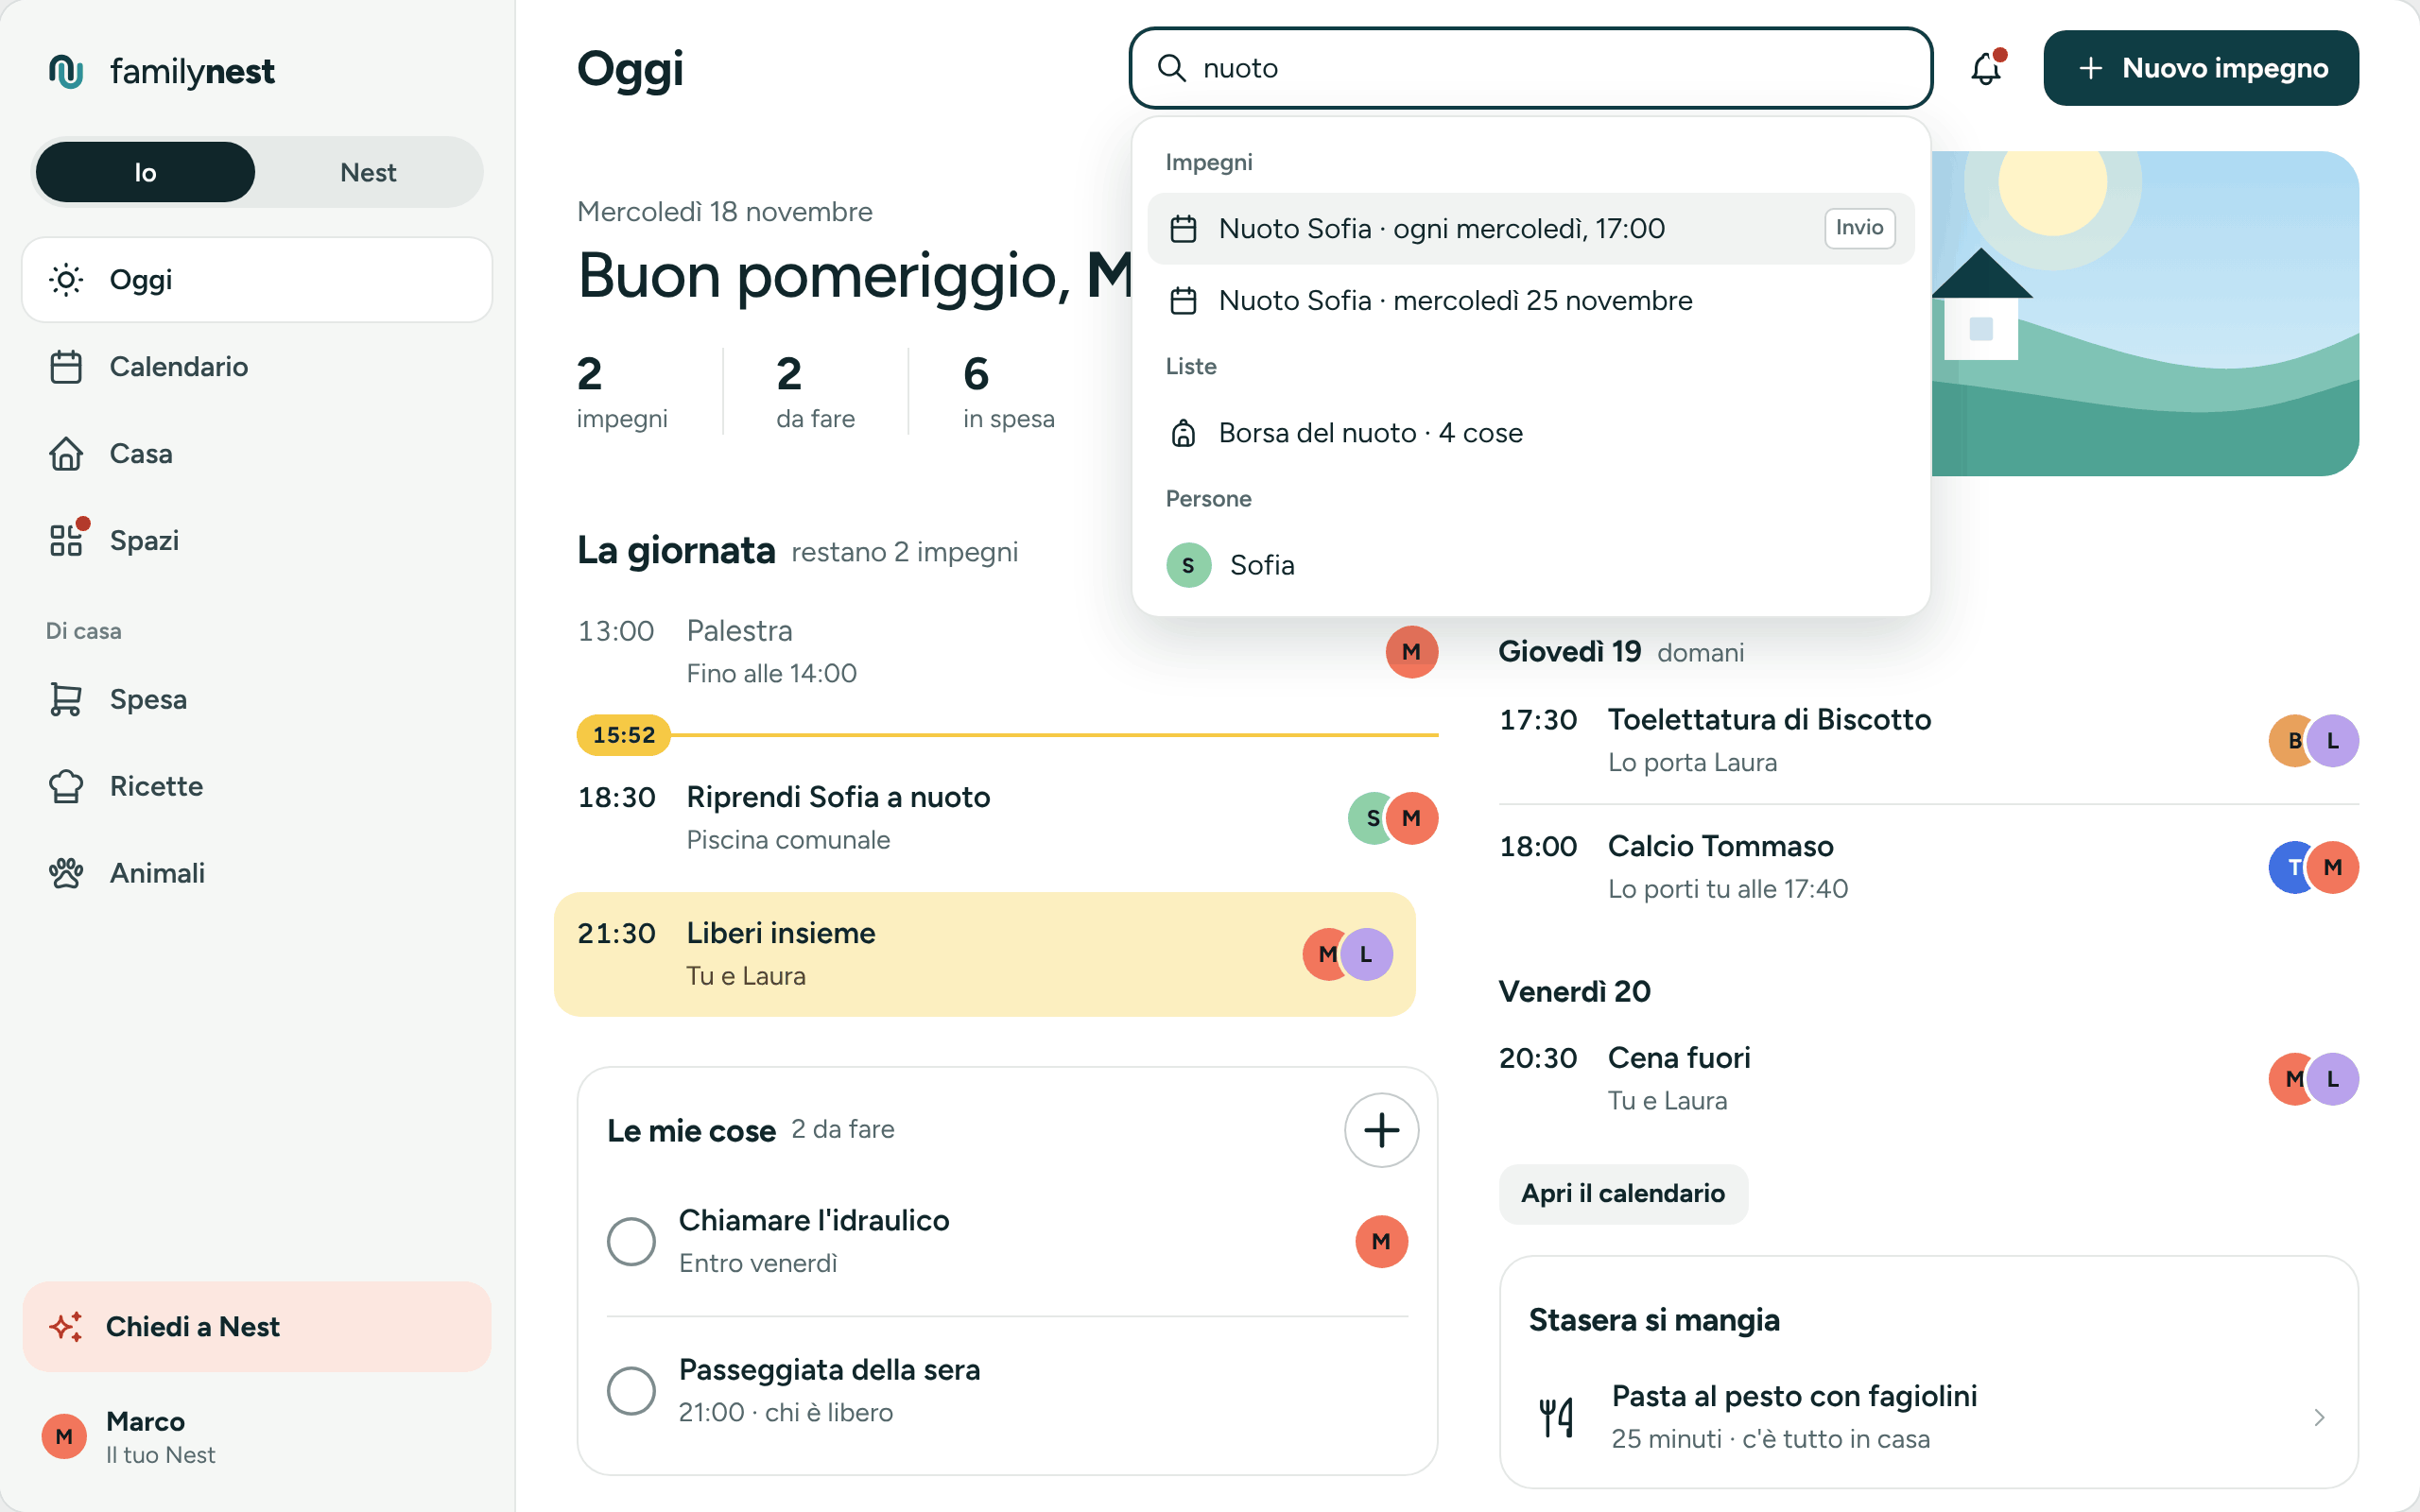 familynest
Io
Nest
Oggi
Calendario
Casa
Spazi
Di casa
Spesa
Ricette
Animali
Chiedi a Nest
M
Marco
Il tuo Nest
Oggi
nuoto
Nuovo impegno
Impegni
Nuoto Sofia · ogni mercoledì, 17:00
Invio
Nuoto Sofia · mercoledì 25 novembre
Liste
Borsa del nuoto · 4 cose
Persone
S
Sofia
Mercoledì 18 novembre
Buon pomeriggio, M
2
impegni
2
da fare
6
in spesa
La giornata restano 2 impegni
13:00 Palestra
Fino alle 14:00
M
15:52
18:30 Riprendi Sofia a nuoto
Piscina comunale
S M
21:30 Liberi insieme
Tu e Laura
M L
Le mie cose 2 da fare
Chiamare l'idraulico
Entro venerdì
M
Passeggiata della sera
21:00 · chi è libero
Giovedì 19 domani
17:30 Toelettatura di Biscotto
Lo porta Laura
B L
18:00 Calcio Tommaso
Lo porti tu alle 17:40
T M
Venerdì 20
20:30 Cena fuori
Tu e Laura
M L
Apri il calendario
Stasera si mangia
Pasta al pesto con fagiolini
25 minuti · c'è tutto in casa